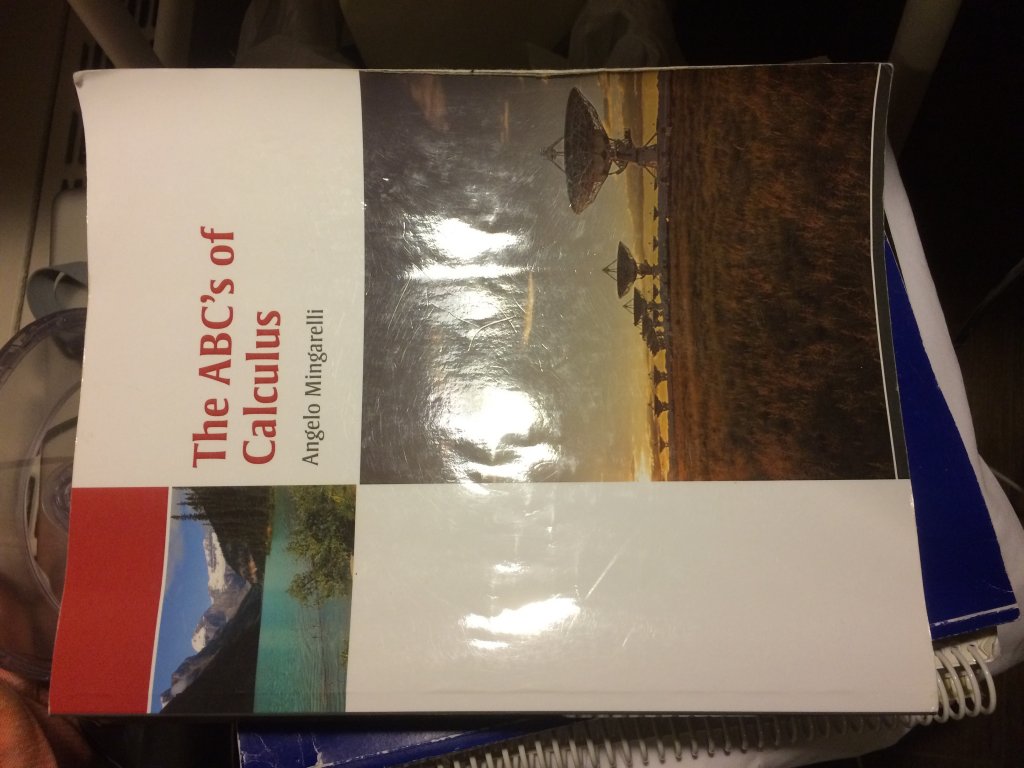 The ABC's of
Calculus
Angelo Mingarelli